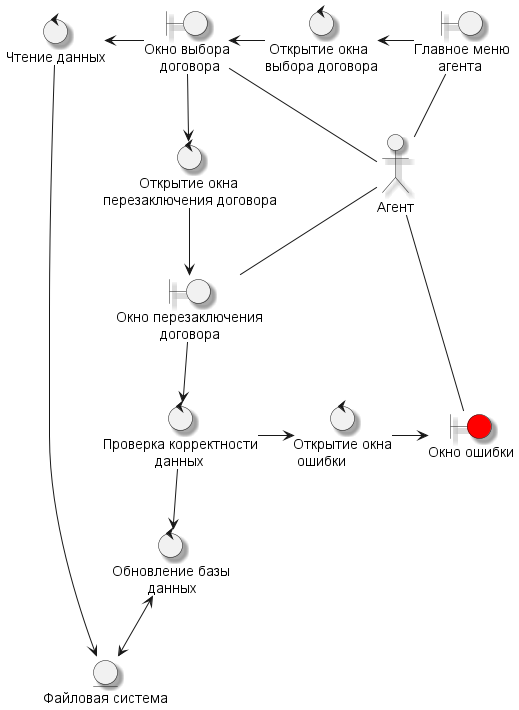 Чтение данных
Окно выбора
договора
Открытие окна
выбора договора
Главное меню
агента
Открытие окна
перезаключения договора
Агент
Окно перезаключения
договора
Проверка корректности
данных
Открытие окна
ошибки
Окно ошибки
Обновление базы
данных
Файловая система